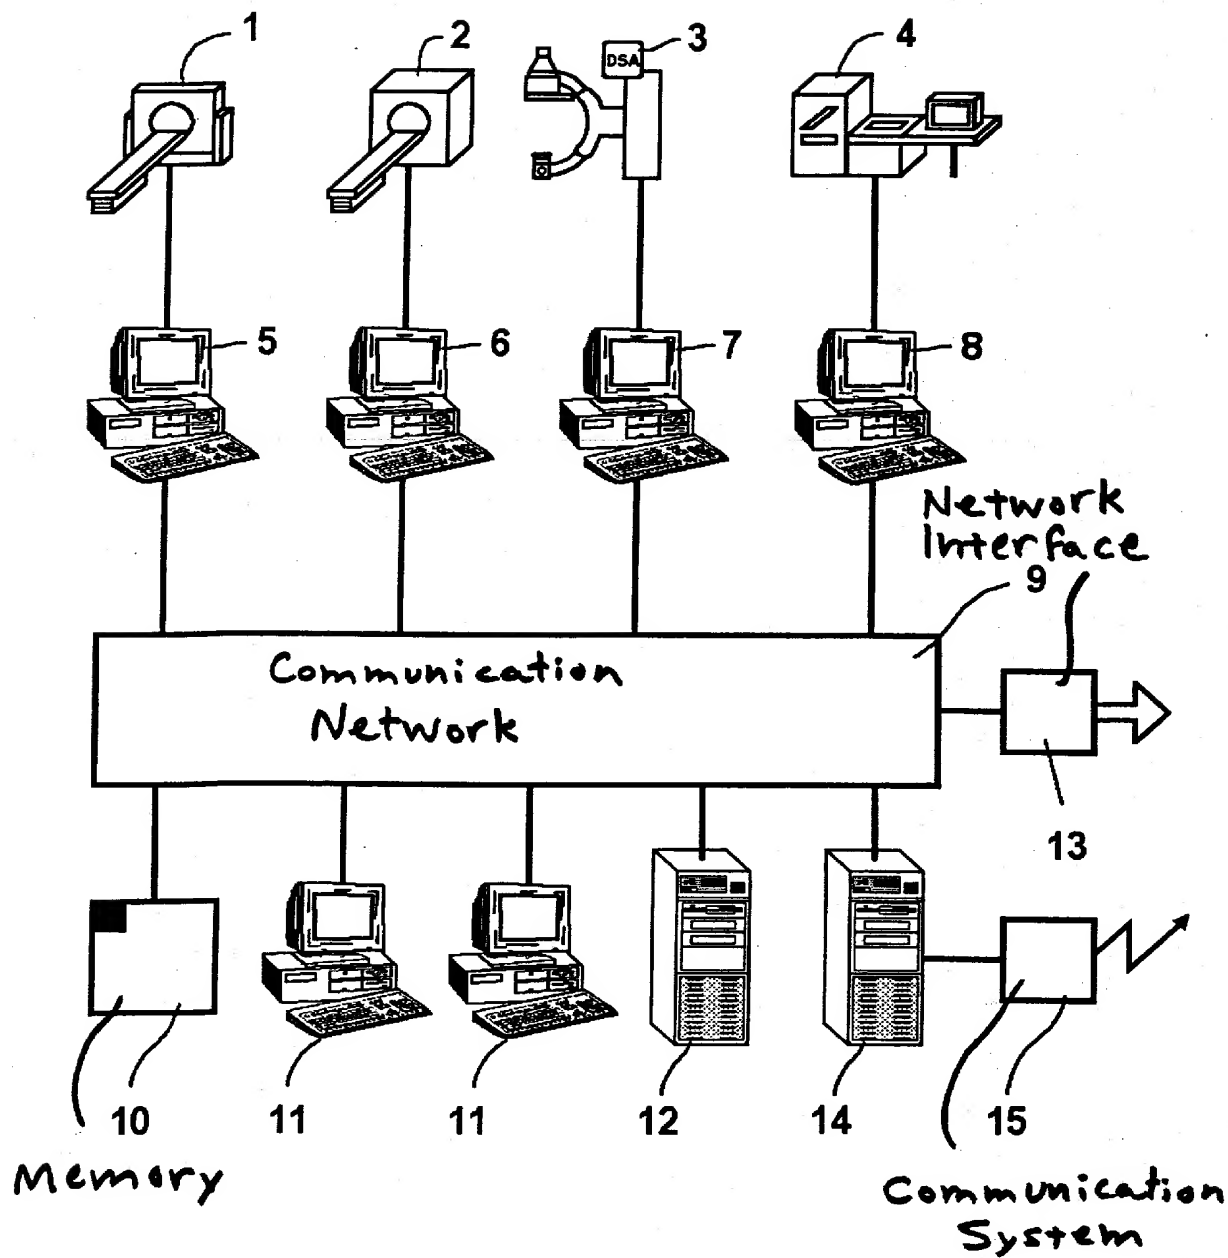 1
2
3
4
DSA
5
6
7
8
Network
Interface
9
Communication
Network
13
10
11
11
12
14
15
Memory
Communication
System